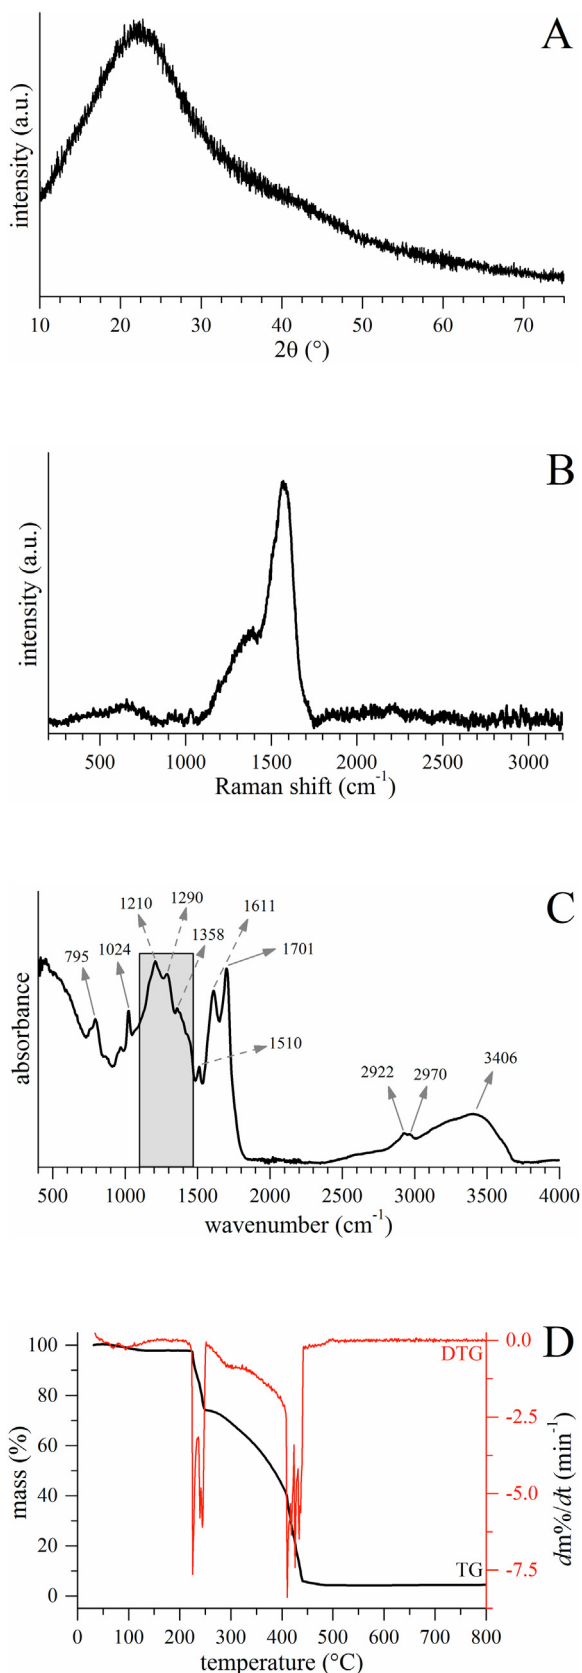 A
intensity (a.u.)
10 20 30 40 50 60 70
2θ (°)
B
intensity (a.u.)
500 1000 1500 2000 2500 3000
Raman shift (cm⁻¹)
C
1210 1290 1611
795 1024 1358 1701
1510
2922 2970 3406
absorbance
500 1000 1500 2000 2500 3000 3500 4000
wavenumber (cm⁻¹)
D
100 0.0
DTG
80
-2.5
60
40
-5.0
20
-7.5
TG
0
mass (%)
dm%/dt (min⁻¹)
0 100 200 300 400 500 600 700 800
temperature (°C)